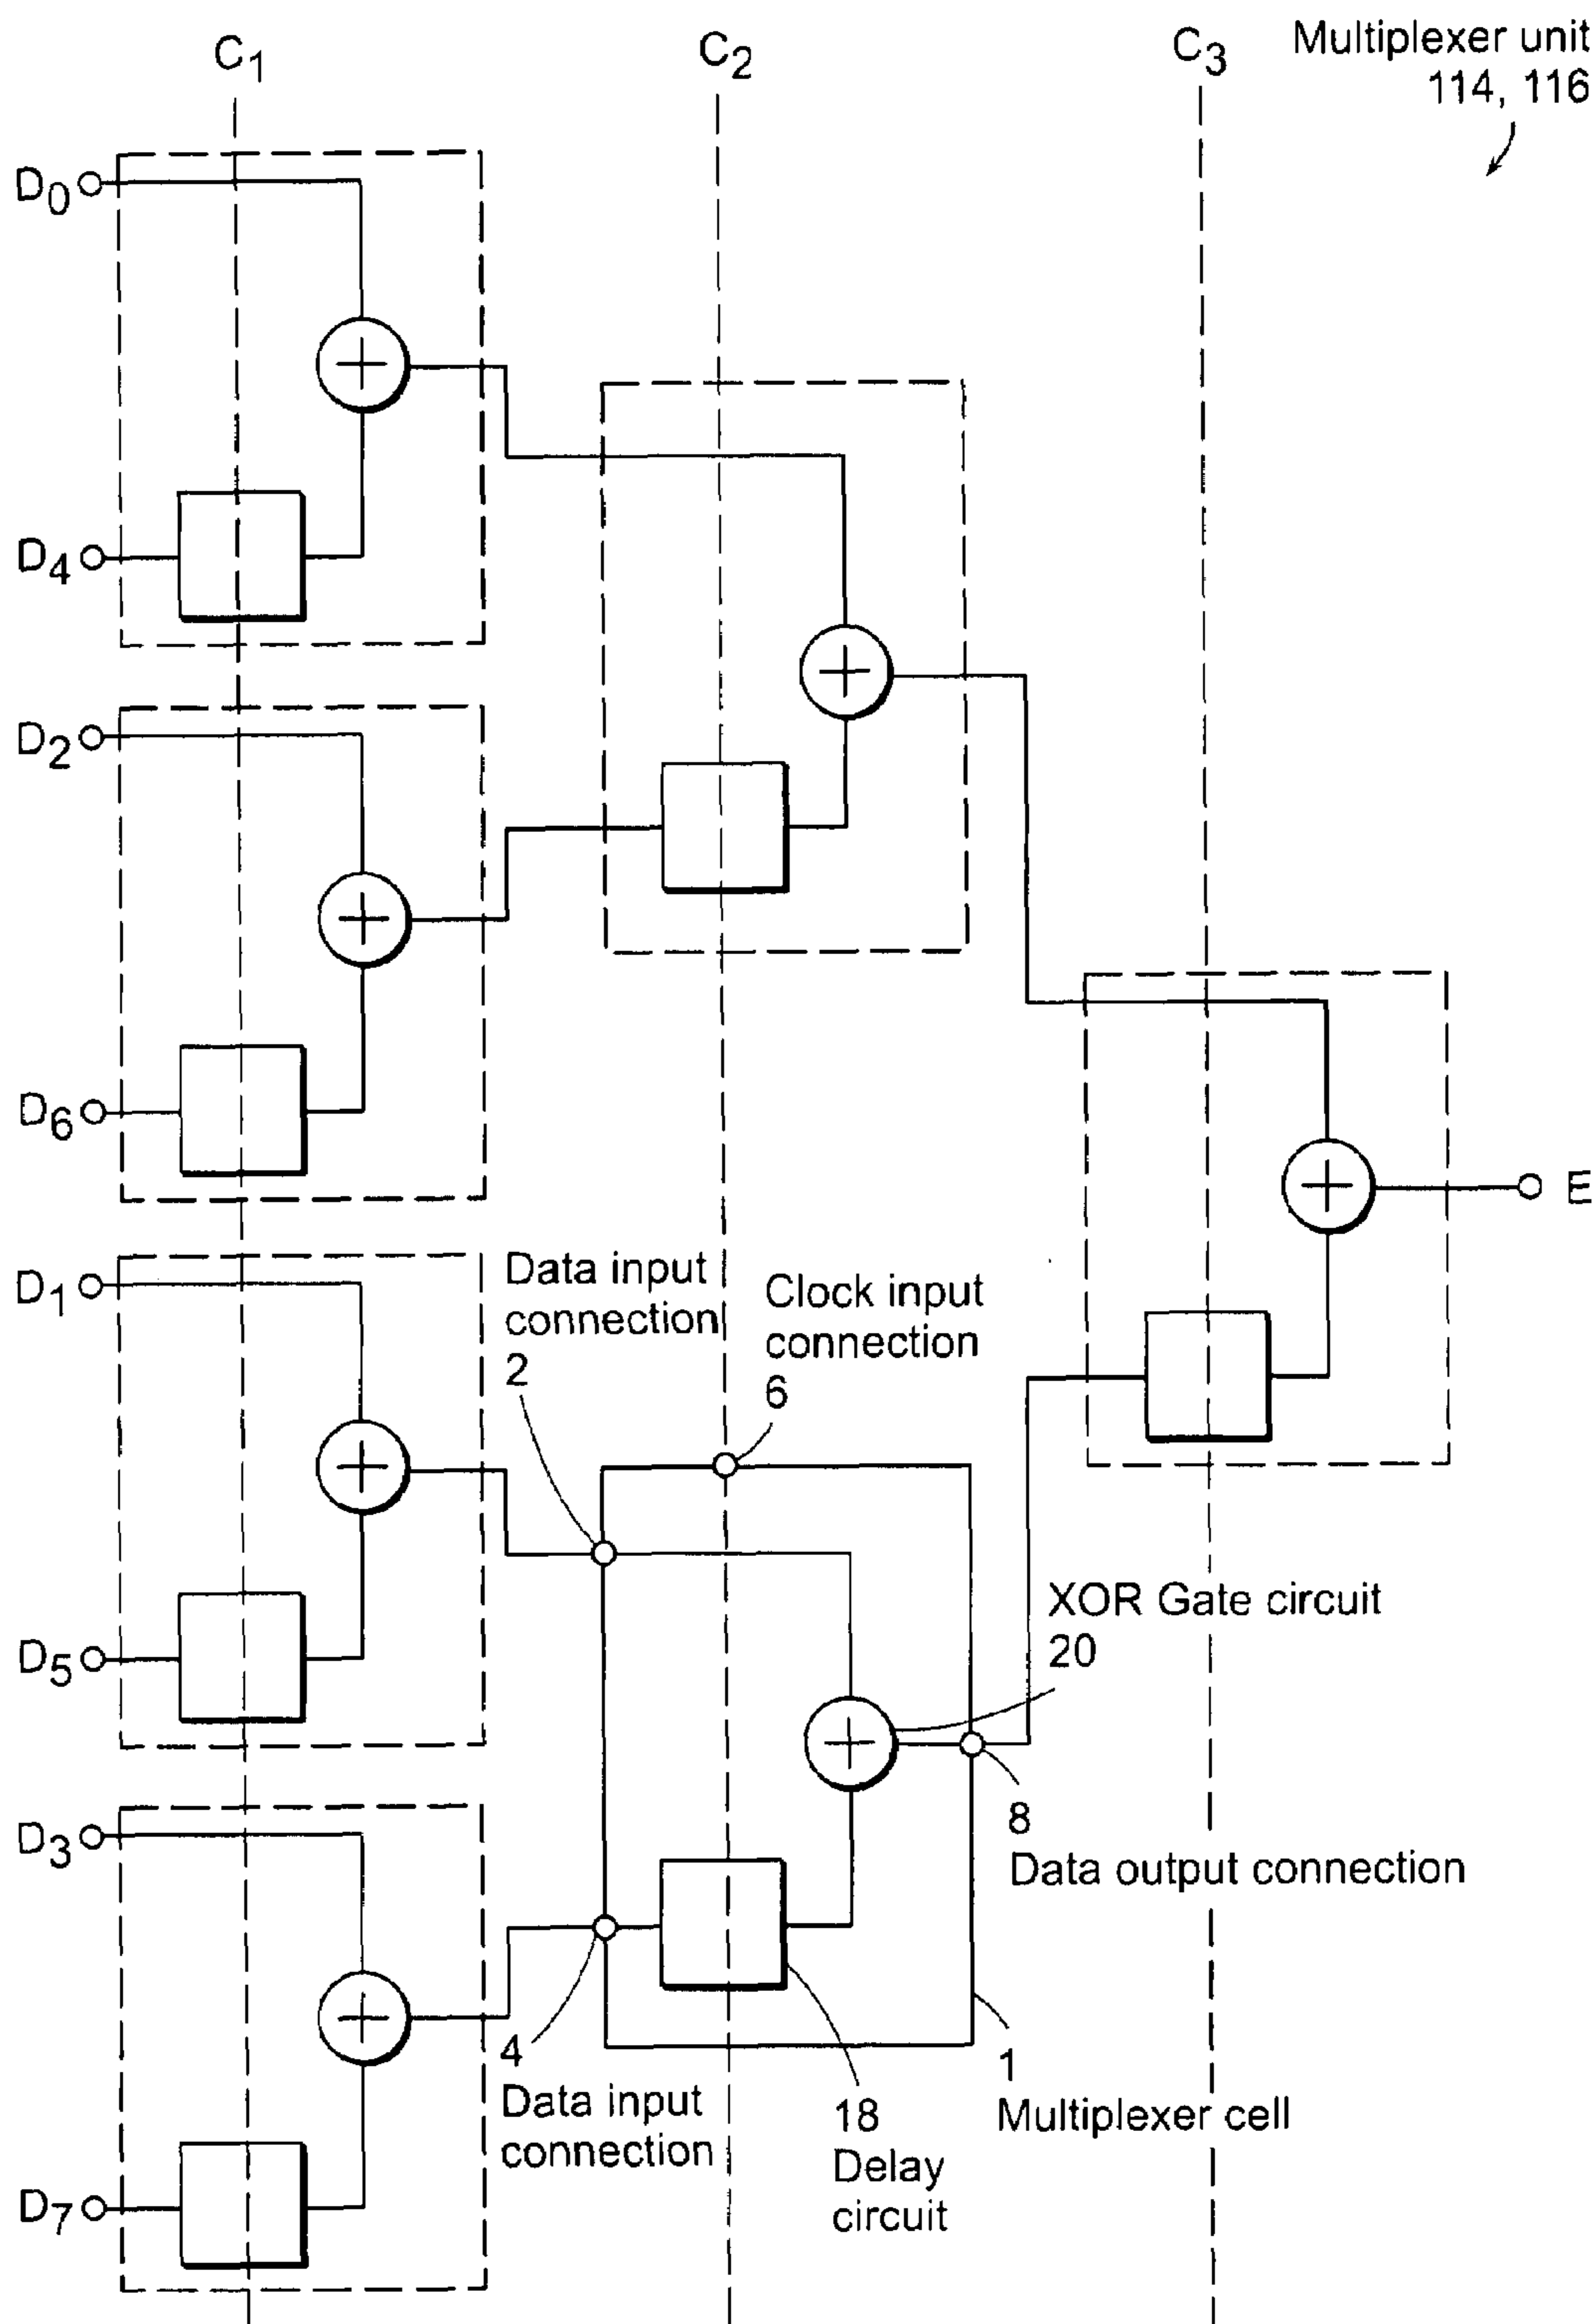 C1
C2
C3
Multiplexer unit
114, 116
D0
D4
D2
D6
D1
Data input
connection
2
Clock input
connection
6
E
D5
XOR Gate circuit
20
D3
8
Data output connection
4
Data input
connection
18
Delay
circuit
1
Multiplexer cell
D7